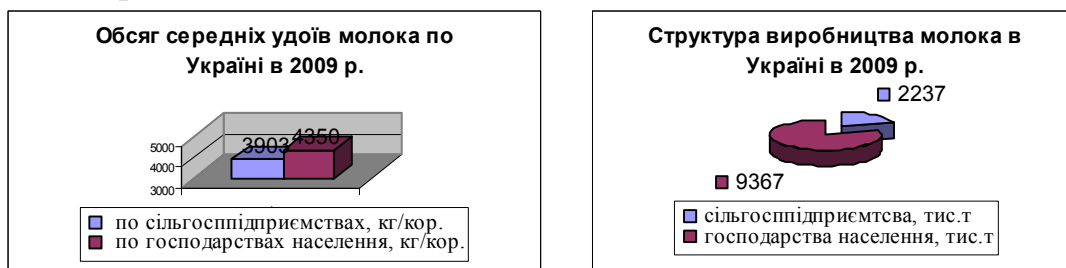 Обсяг середніх удоїв молока по
Україні в 2009 р.
3903
4350
5000
4000
3000
по сільгосппідприємствах, кг/кор.
по господарствах населення, кг/кор.
Структура виробництва молока в
Україні в 2009 р.
2237
9367
сільгосппідприємтсва, тис.т
господарства населення, тис.т